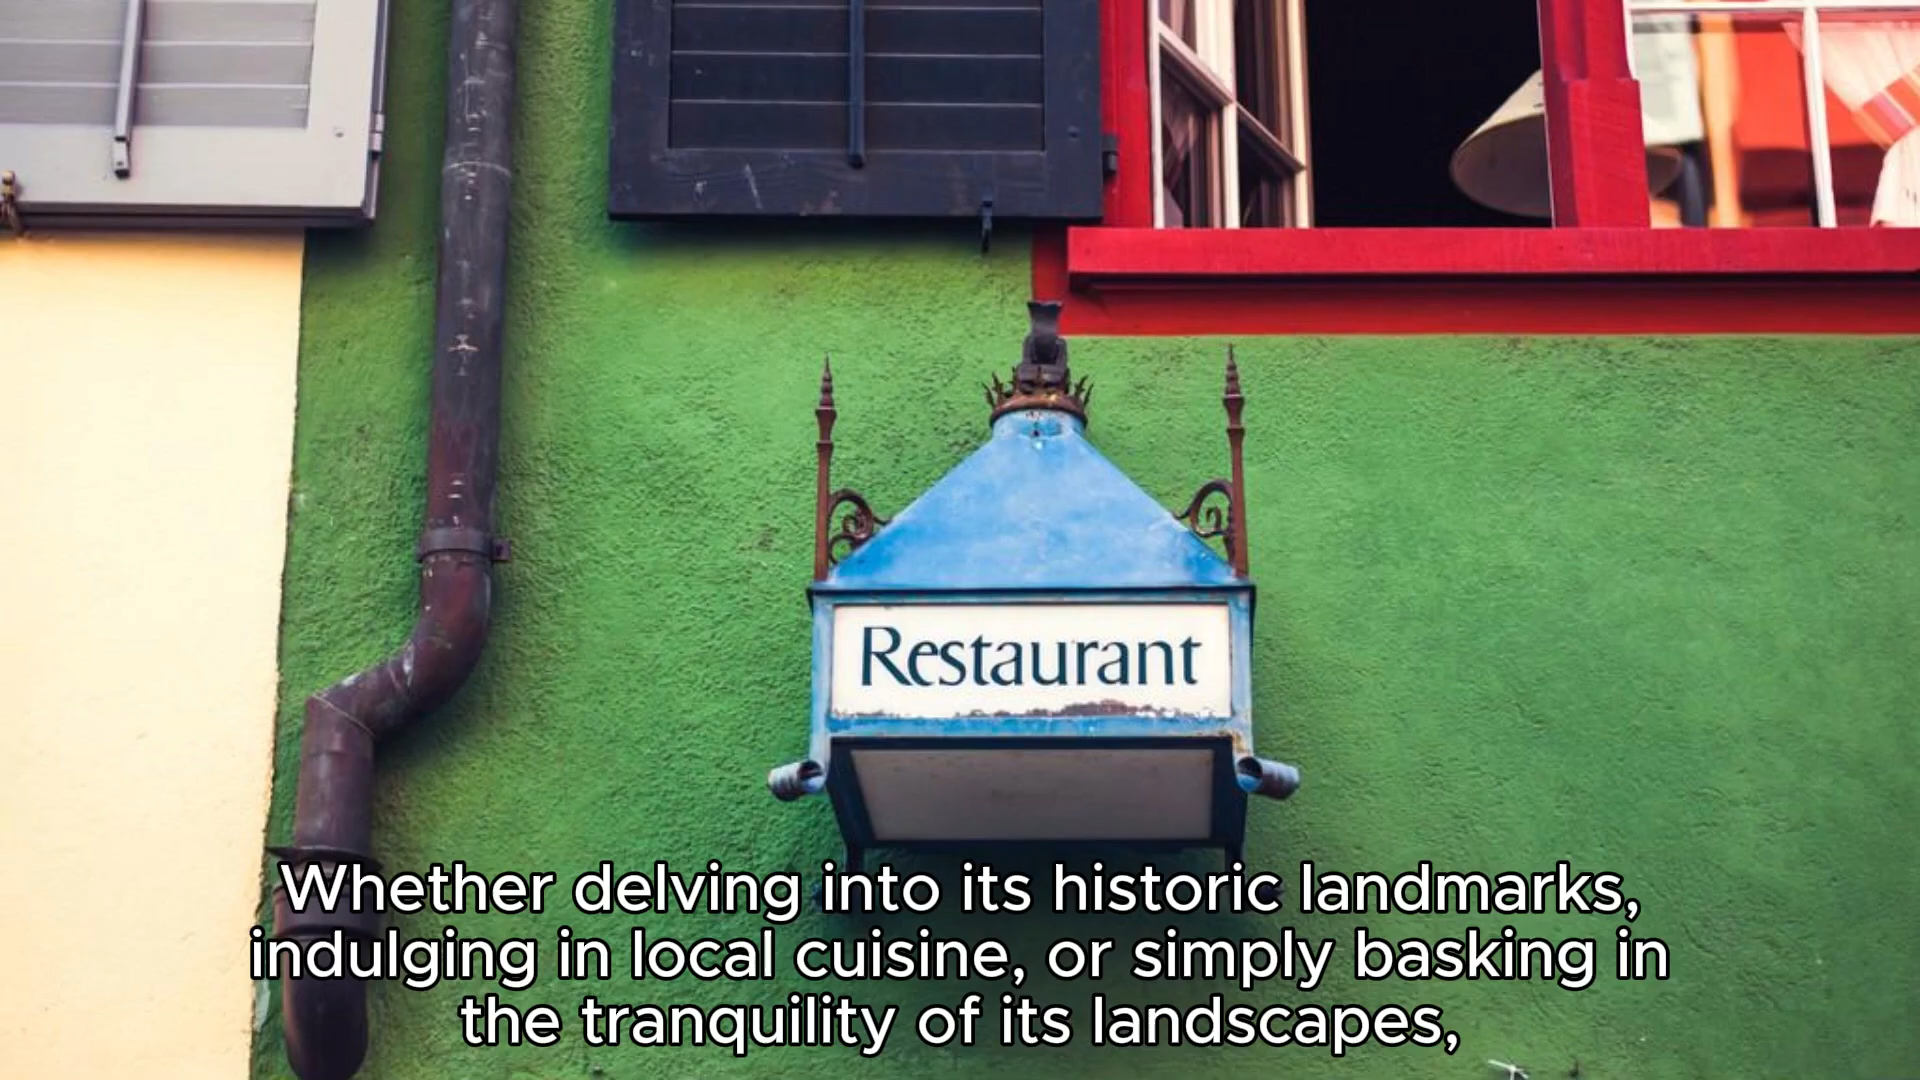 Restaurant
Whether delving into its historic landmarks,
indulging in local cuisine, or simply basking in
the tranquility of its landscapes,